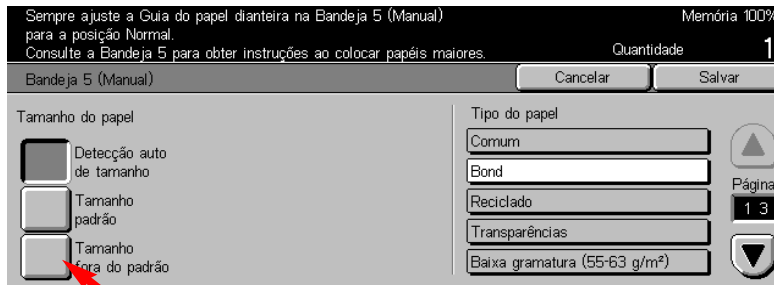 Sempre ajuste a Guia do papel dianteira na Bandeja 5 (Manual)
para a posição Normal.
Consulte a Bandeja 5 para obter instruções ao colocar papéis maiores.
Memória 100%
Quantidade 1
Bandeja 5 (Manual)
Cancelar
Salvar
Tamanho do papel
Detecção auto
de tamanho
Tamanho
padrão
Tamanho
fora do padrão
Tipo do papel
Comum
Bond
Reciclado
Transparências
Baixa gramatura (55-63 g/m²)
Página
1 3